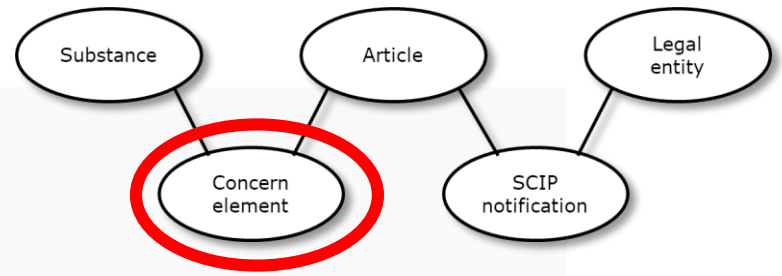 Substance
Article
Legal
entity
Concern
element
SCIP
notification